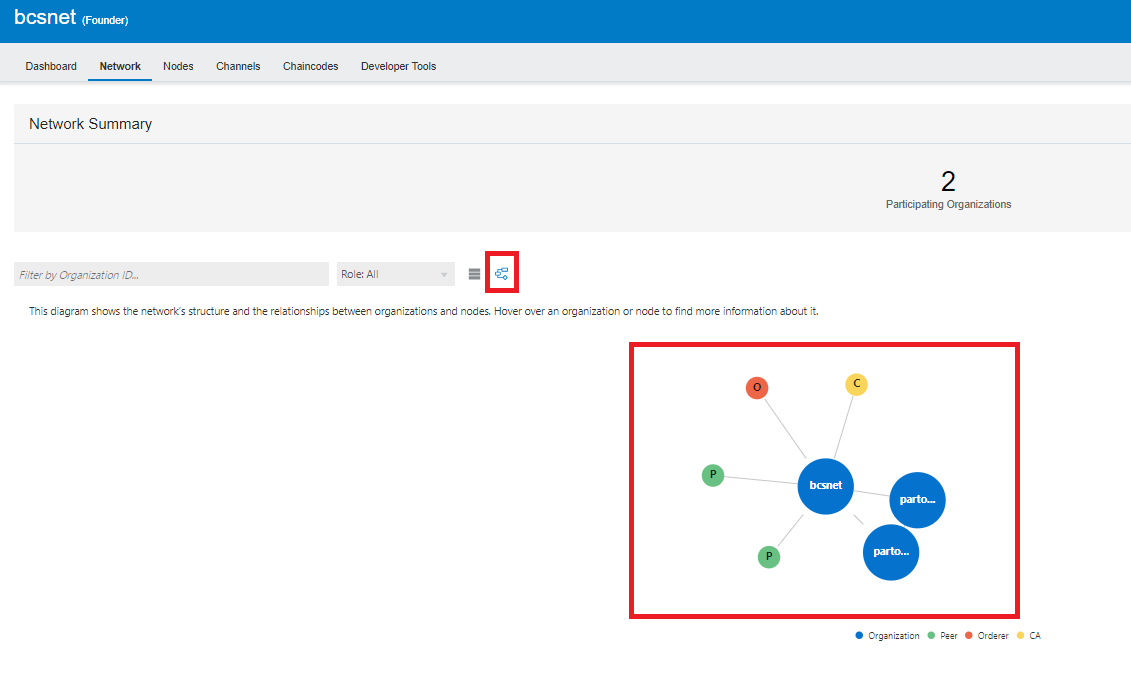 bcsnet (Founder)
Dashboard Network Nodes Channels Chaincodes Developer Tools
Network Summary
2
Participating Organizations
Filter by Organization ID... Role: All
This diagram shows the network's structure and the relationships between organizations and nodes. Hover over an organization or node to find more information about it.
O C
P bcsnet parto...
P parto...
Organization Peer Orderer CA